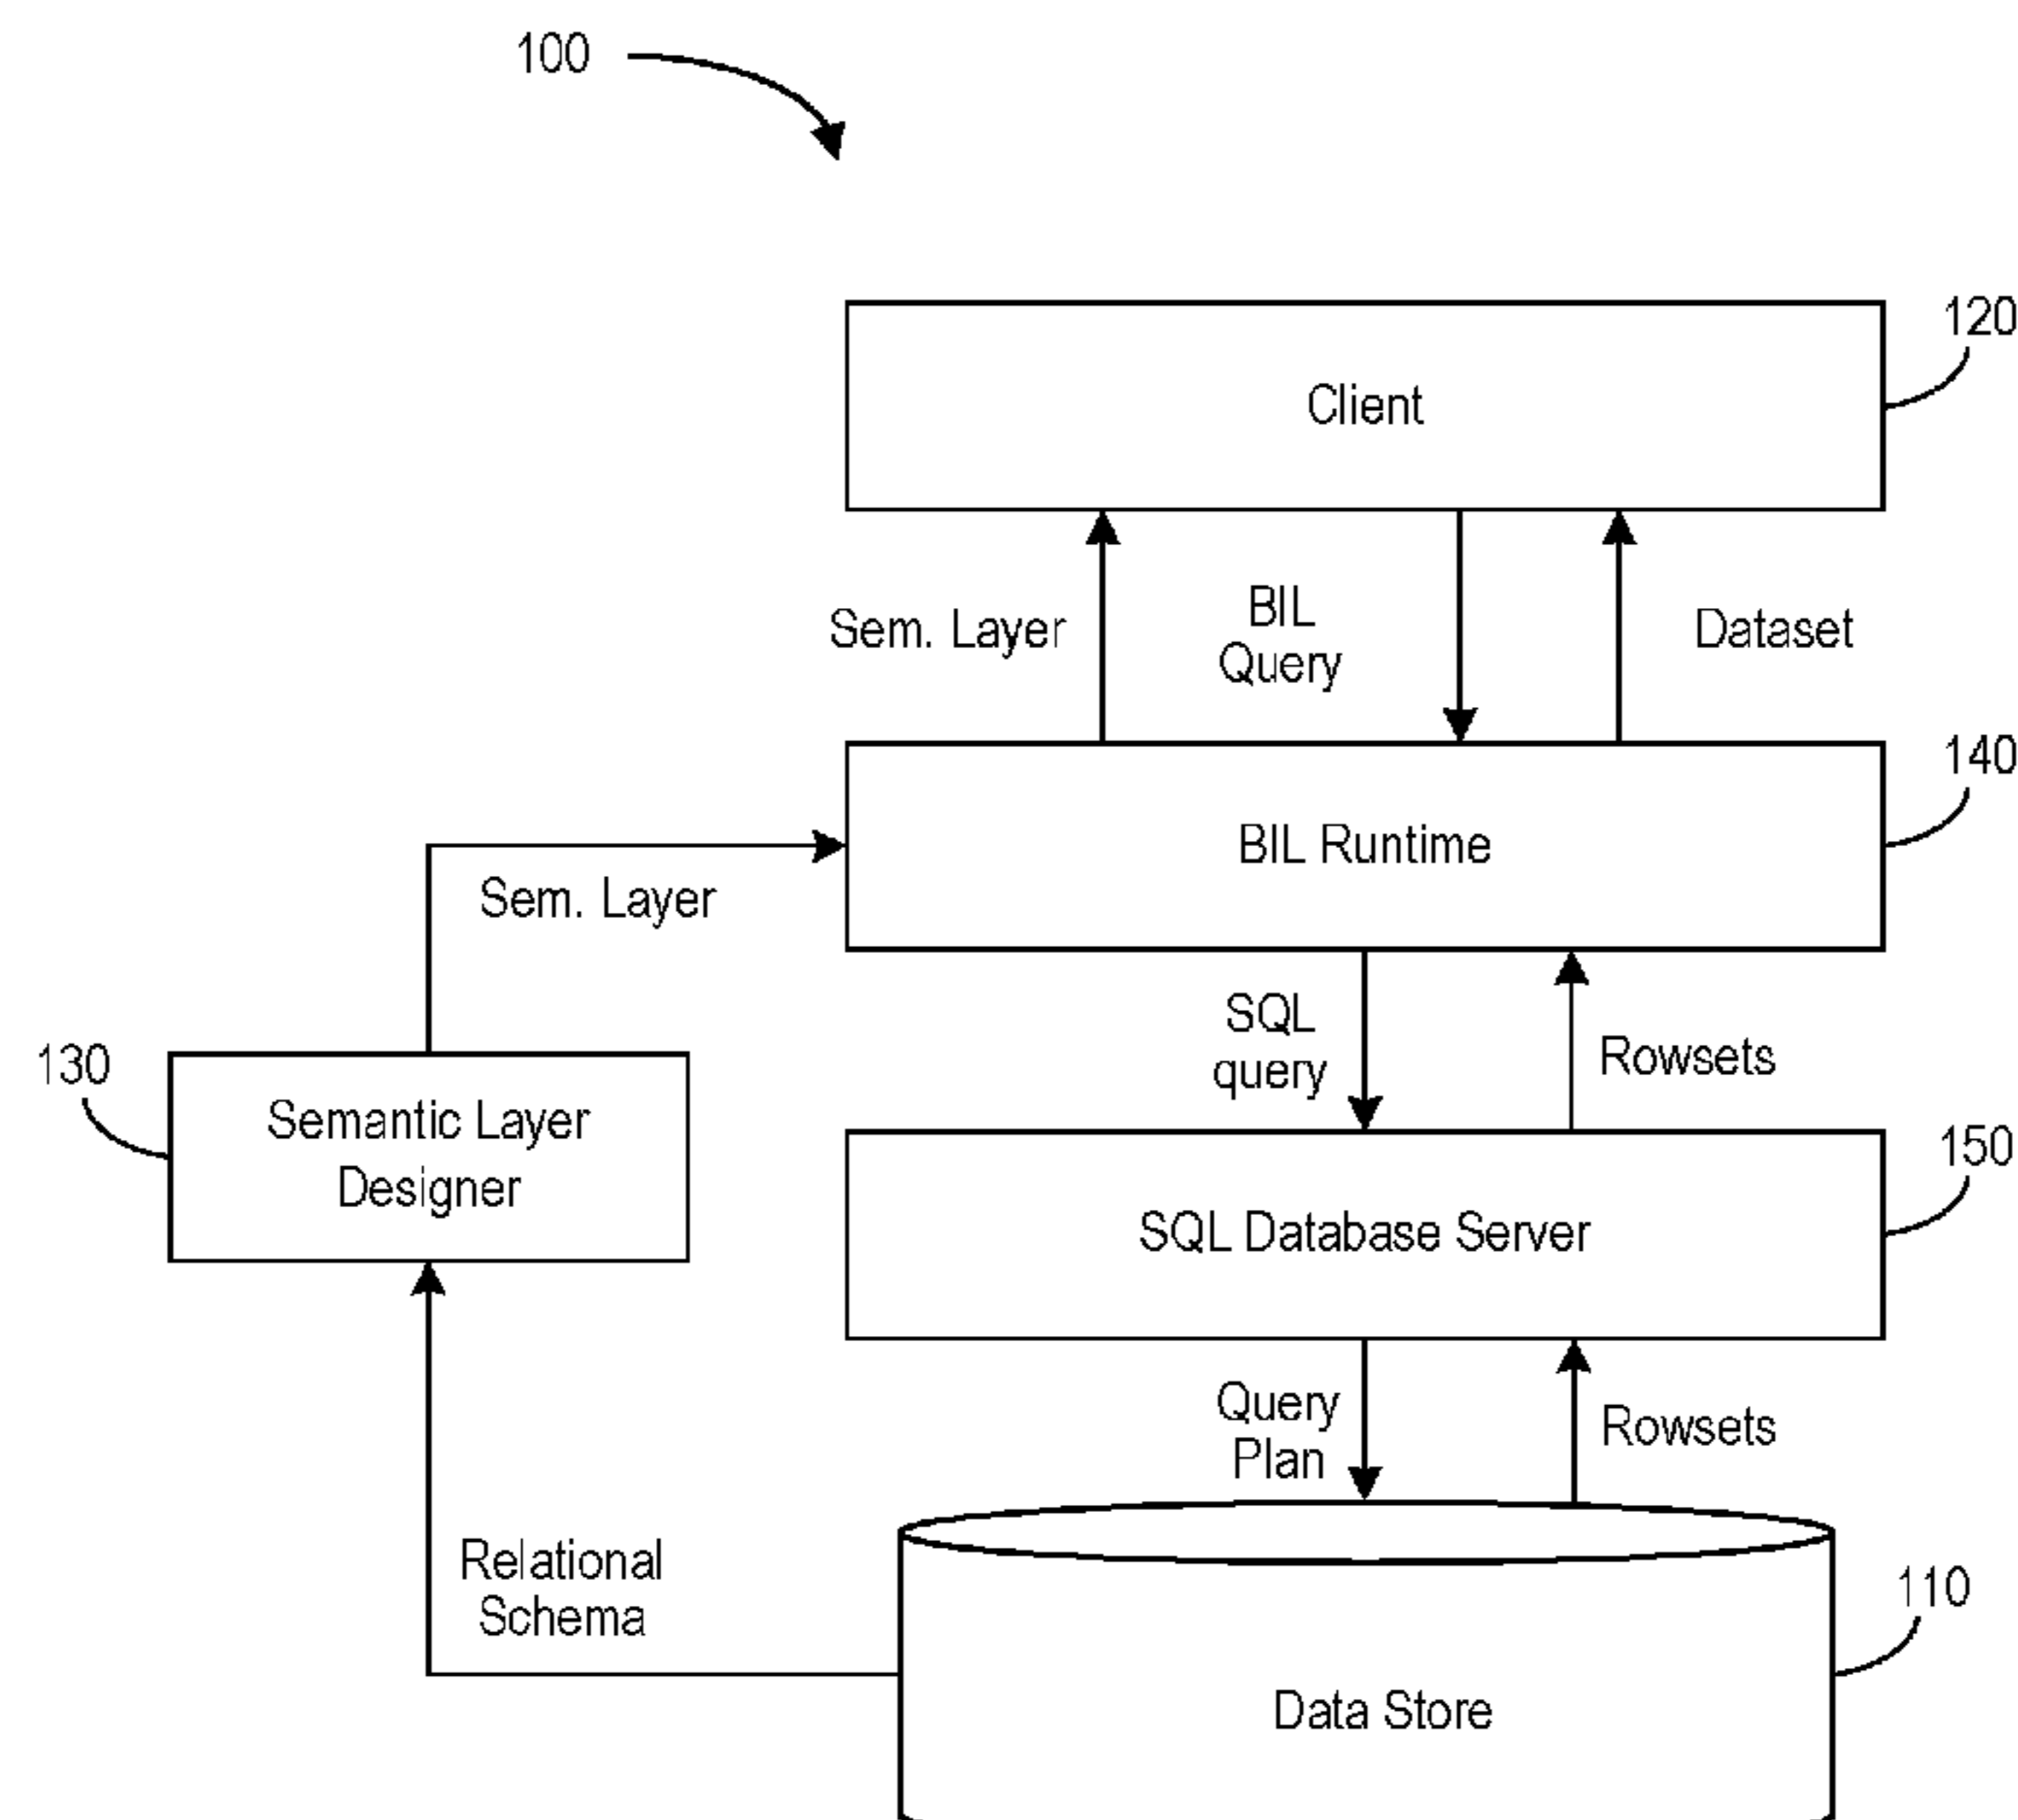 100
120
Client
Sem. Layer
BIL
Query
Dataset
140
BIL Runtime
Sem. Layer
SQL
query
Rowsets
130
Semantic Layer
Designer
150
SQL Database Server
Query
Plan
Rowsets
Relational
Schema
110
Data Store